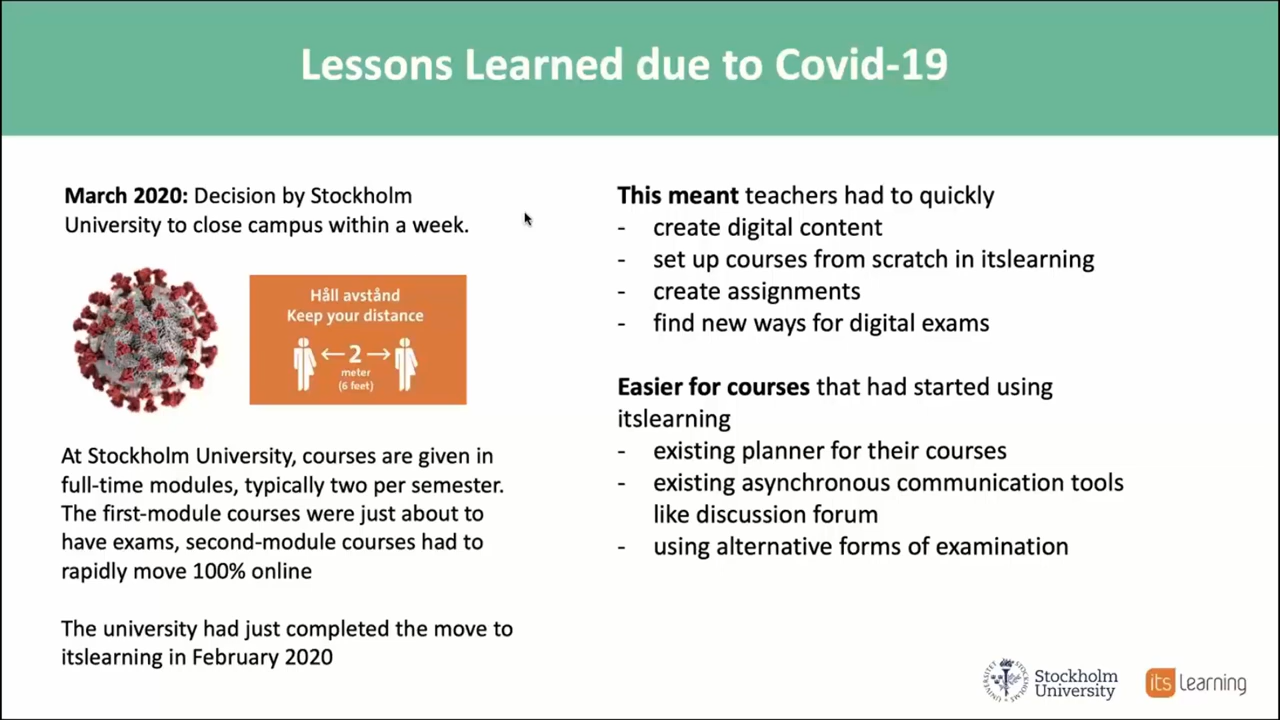 Lessons Learned due to Covid-19
March 2020: Decision by Stockholm
University to close campus within a week.
Håll avstånd
Keep your distance
←2→
meter
(6 feet)
At Stockholm University, courses are given in
full-time modules, typically two per semester.
The first-module courses were just about to
have exams, second-module courses had to
rapidly move 100% online
The university had just completed the move to
itslearning in February 2020
This meant teachers had to quickly
- create digital content
- set up courses from scratch in itslearning
- create assignments
- find new ways for digital exams
Easier for courses that had started using
itslearning
- existing planner for their courses
- existing asynchronous communication tools
like discussion forum
- using alternative forms of examination
Stockholm
University
its Learning